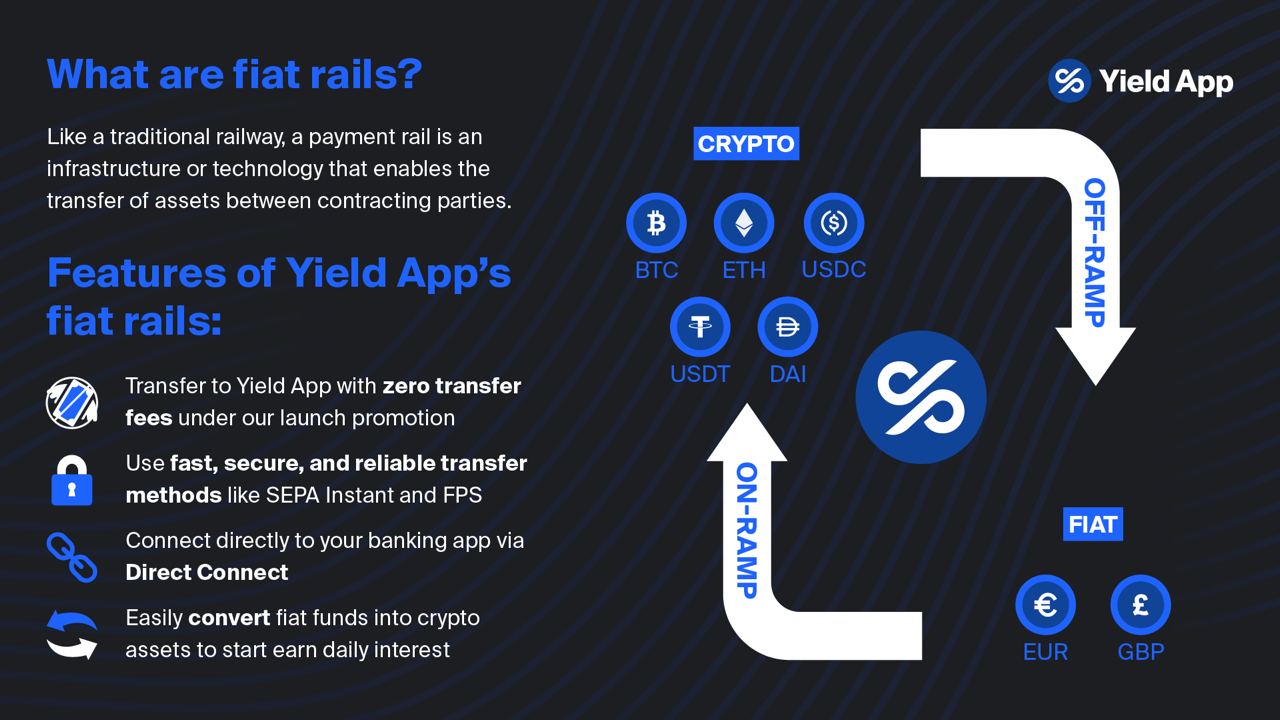 What are fiat rails?
Like a traditional railway, a payment rail is an
infrastructure or technology that enables the
transfer of assets between contracting parties.
Features of Yield App’s
fiat rails:
Transfer to Yield App with zero transfer
fees under our launch promotion
Use fast, secure, and reliable transfer
methods like SEPA Instant and FPS
Connect directly to your banking app via
Direct Connect
Easily convert fiat funds into crypto
assets to start earn daily interest
Yield App
CRYPTO
BTC
ETH
USDC
USDT
DAI
OFF-RAMP
ON-RAMP
FIAT
EUR
GBP